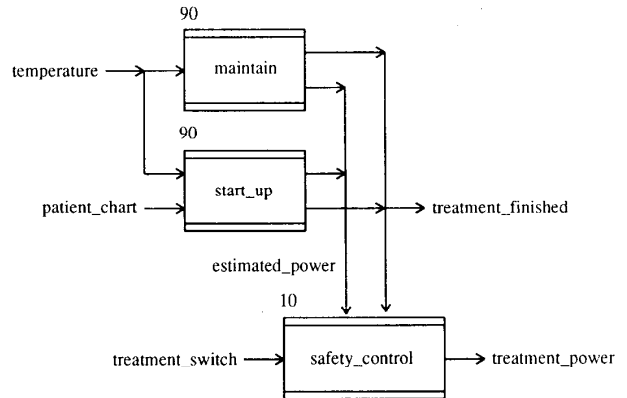 90
temperature
maintain
90
start_up
patient_chart
treatment_finished
estimated_power
10
treatment_switch
safety_control
treatment_power